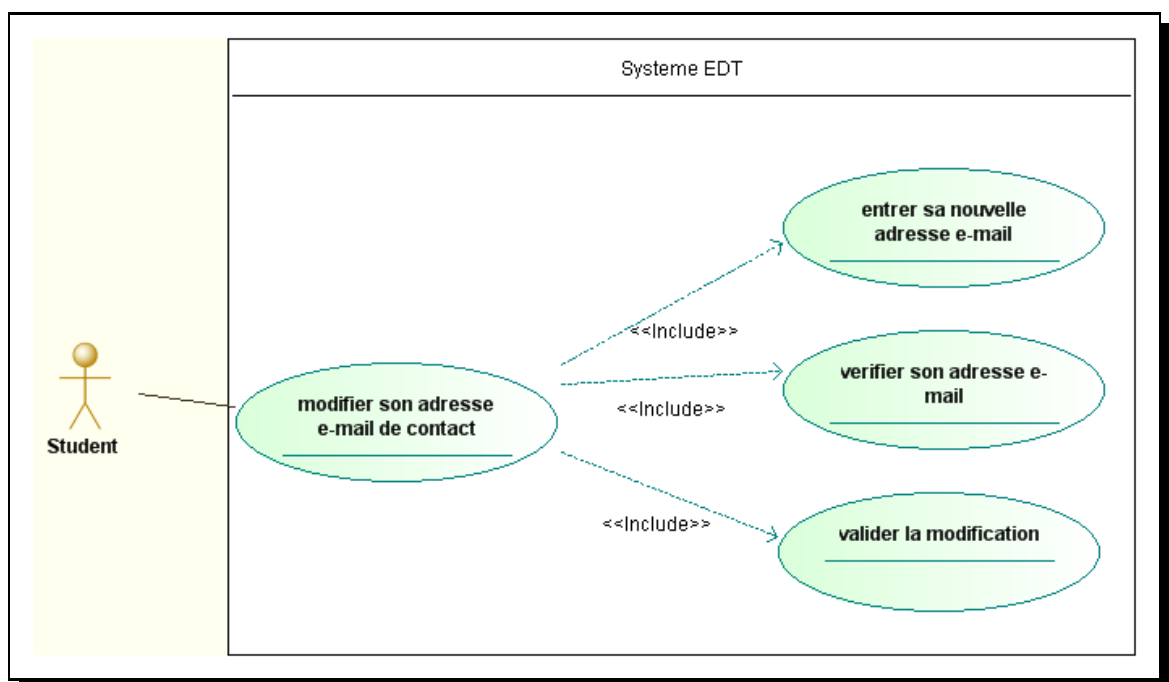 Systeme EDT
entrer sa nouvelle
adresse e-mail
<<Include>>
verifier son adresse e-
mail
<<Include>>
modifier son adresse
e-mail de contact
Student
<<Include>>
valider la modification